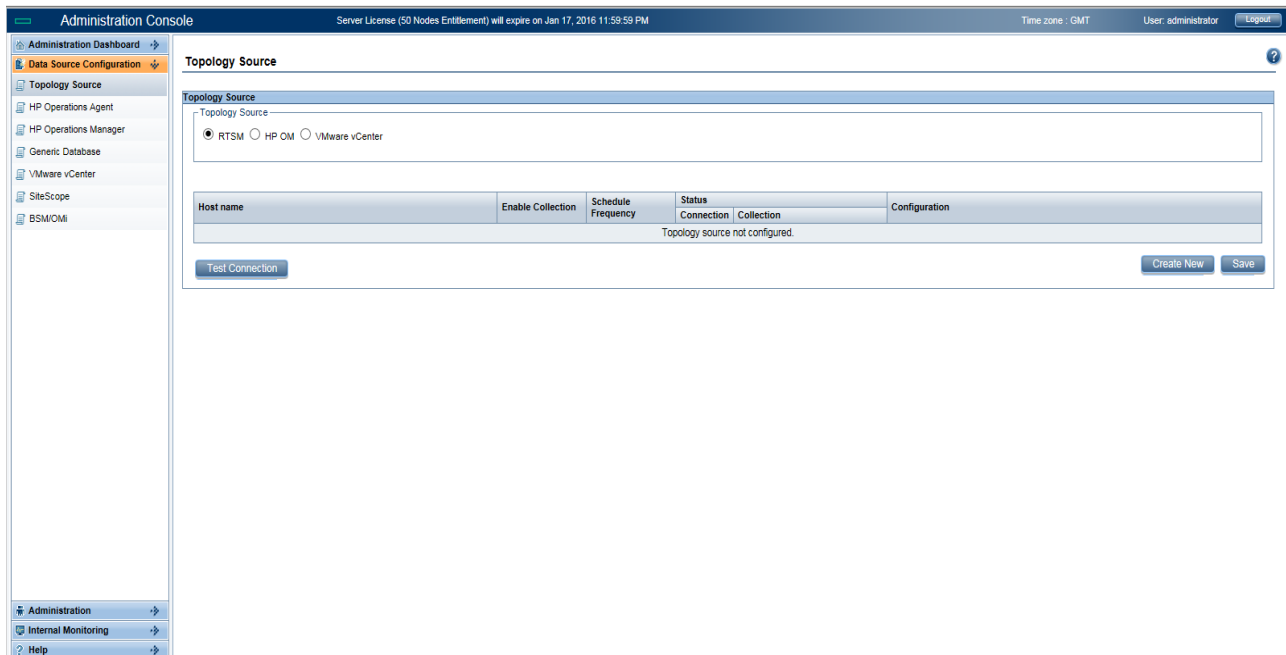 Administration Console
Server License (50 Nodes Entitlement) will expire on Jan 17, 2016 11:59:59 PM
Time zone : GMT
User: administrator
Logout
Administration Dashboard
Data Source Configuration
Topology Source
HP Operations Agent
HP Operations Manager
Generic Database
VMware vCenter
SiteScope
BSM/OMi
Administration
Internal Monitoring
? Help
Topology Source
?
Topology Source
Topology Source
RTSM HP OM VMware vCenter
Host name
Enable Collection
Schedule Frequency
Status
Connection
Collection
Configuration
Topology source not configured.
Test Connection
Create New
Save